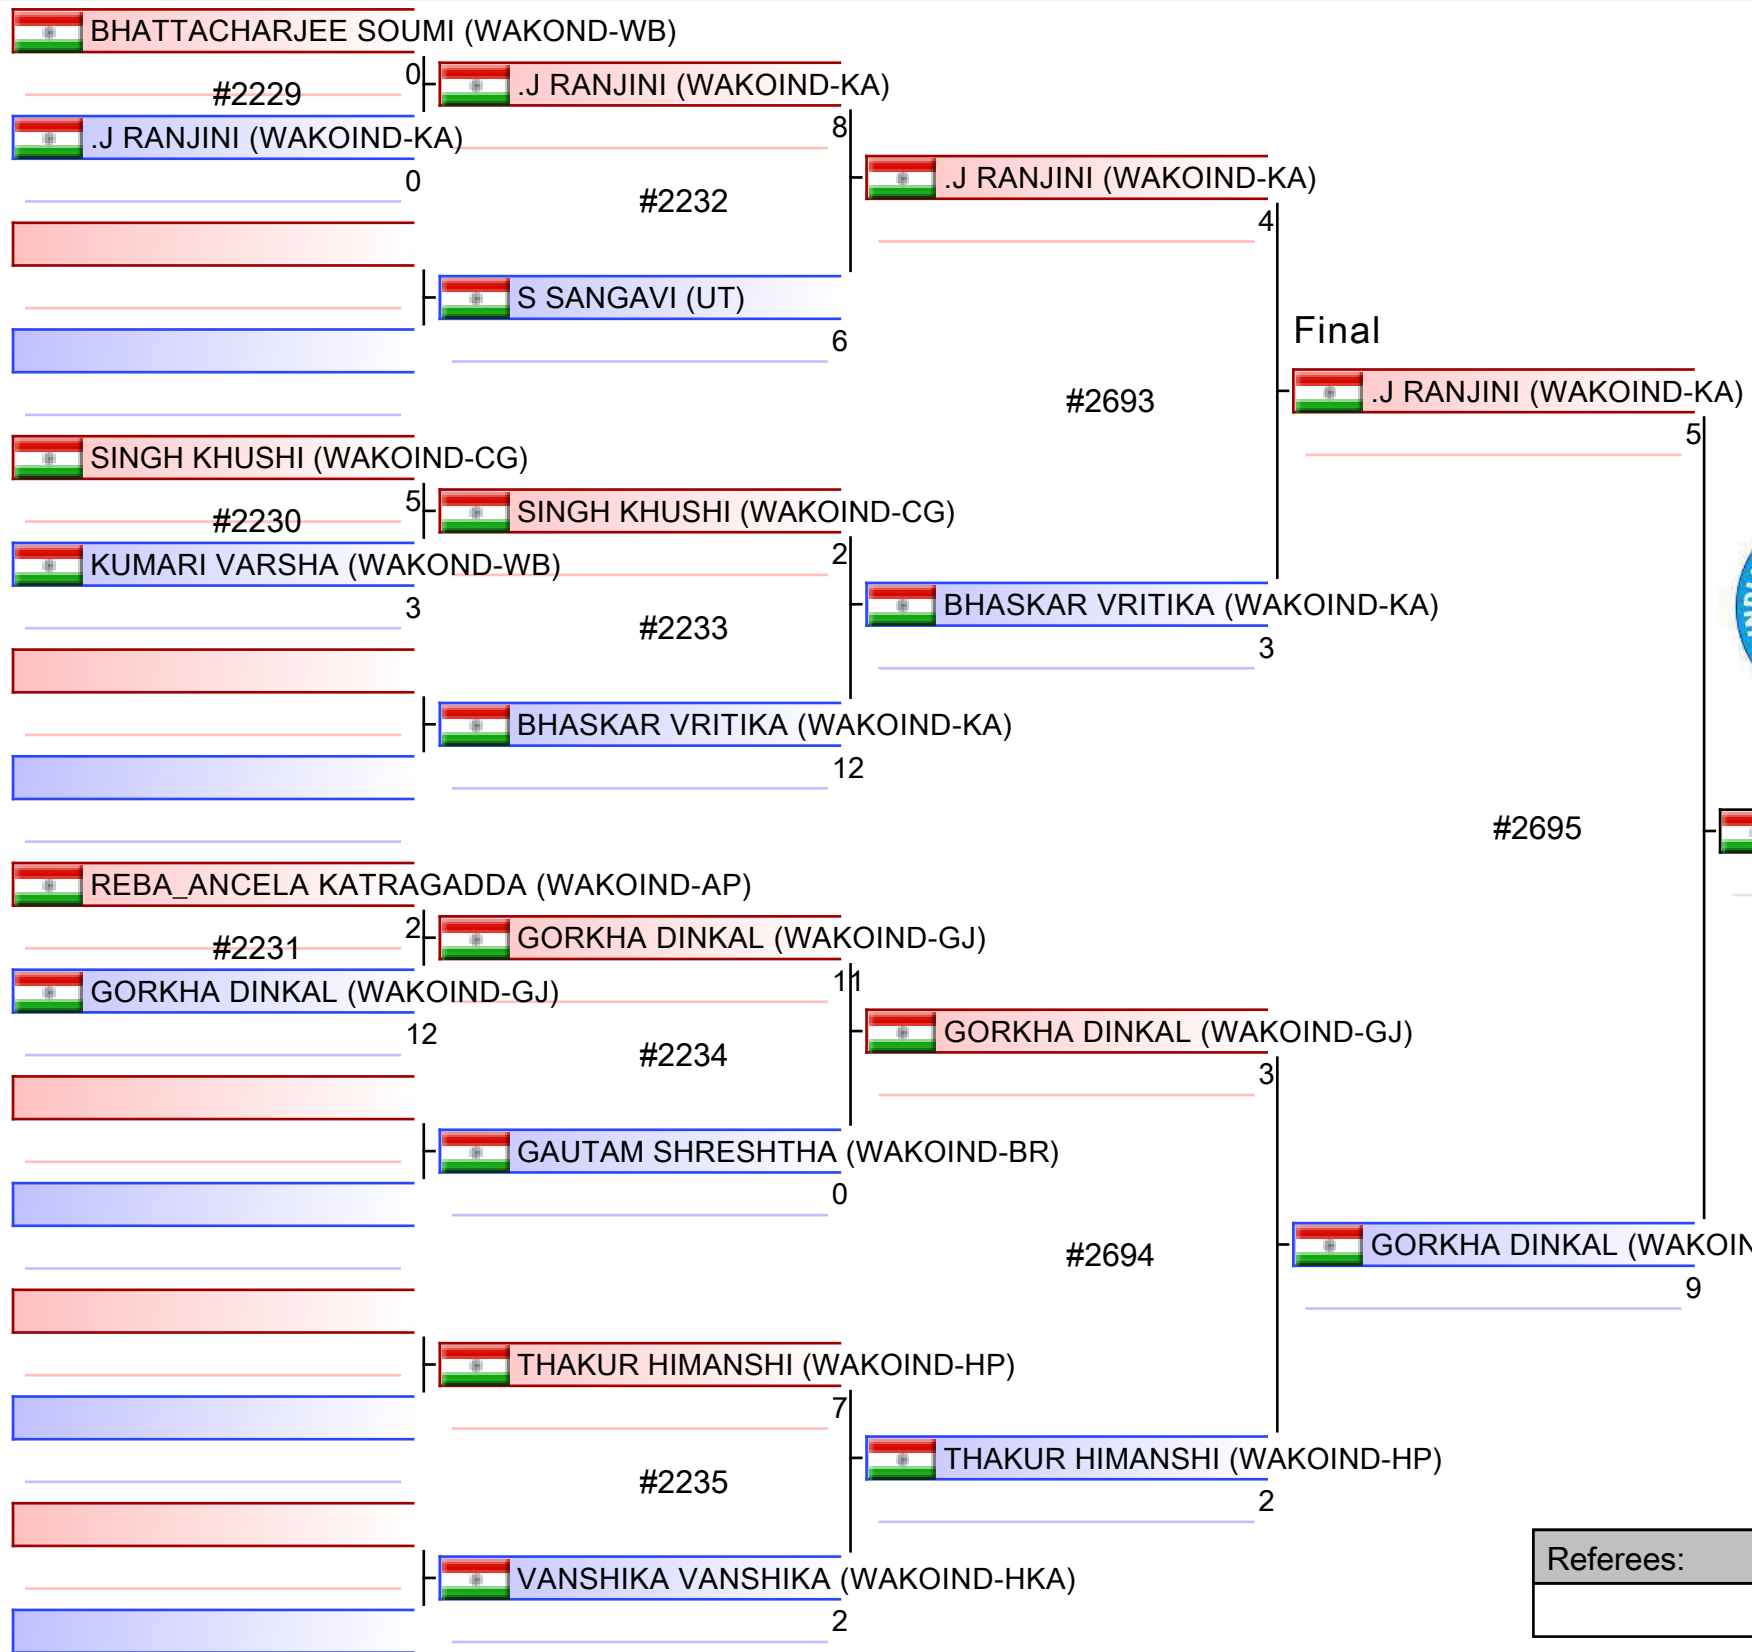 BHATTACHARJEE SOUMI (WAKOND-WB)
0
#2229
.J RANJINI (WAKOIND-KA)
0
.J RANJINI (WAKOIND-KA)
8
#2232
S SANGAVI (UT)
6
.J RANJINI (WAKOIND-KA)
4
#2693
Final
.J RANJINI (WAKOIND-KA)
5
SINGH KHUSHI (WAKOIND-CG)
5
#2230
KUMARI VARSHA (WAKOND-WB)
3
SINGH KHUSHI (WAKOIND-CG)
2
#2233
BHASKAR VRITIKA (WAKOIND-KA)
12
BHASKAR VRITIKA (WAKOIND-KA)
3
#2695
REBA_ANCELA KATRAGADDA (WAKOIND-AP)
2
#2231
GORKHA DINKAL (WAKOIND-GJ)
12
GORKHA DINKAL (WAKOIND-GJ)
11
#2234
GAUTAM SHRESHTHA (WAKOIND-BR)
0
GORKHA DINKAL (WAKOIND-GJ)
3
#2694
GORKHA DINKAL (WAKOIN
9
THAKUR HIMANSHI (WAKOIND-HP)
7
#2235
VANSHIKA VANSHIKA (WAKOIND-HKA)
2
THAKUR HIMANSHI (WAKOIND-HP)
2
Referees: